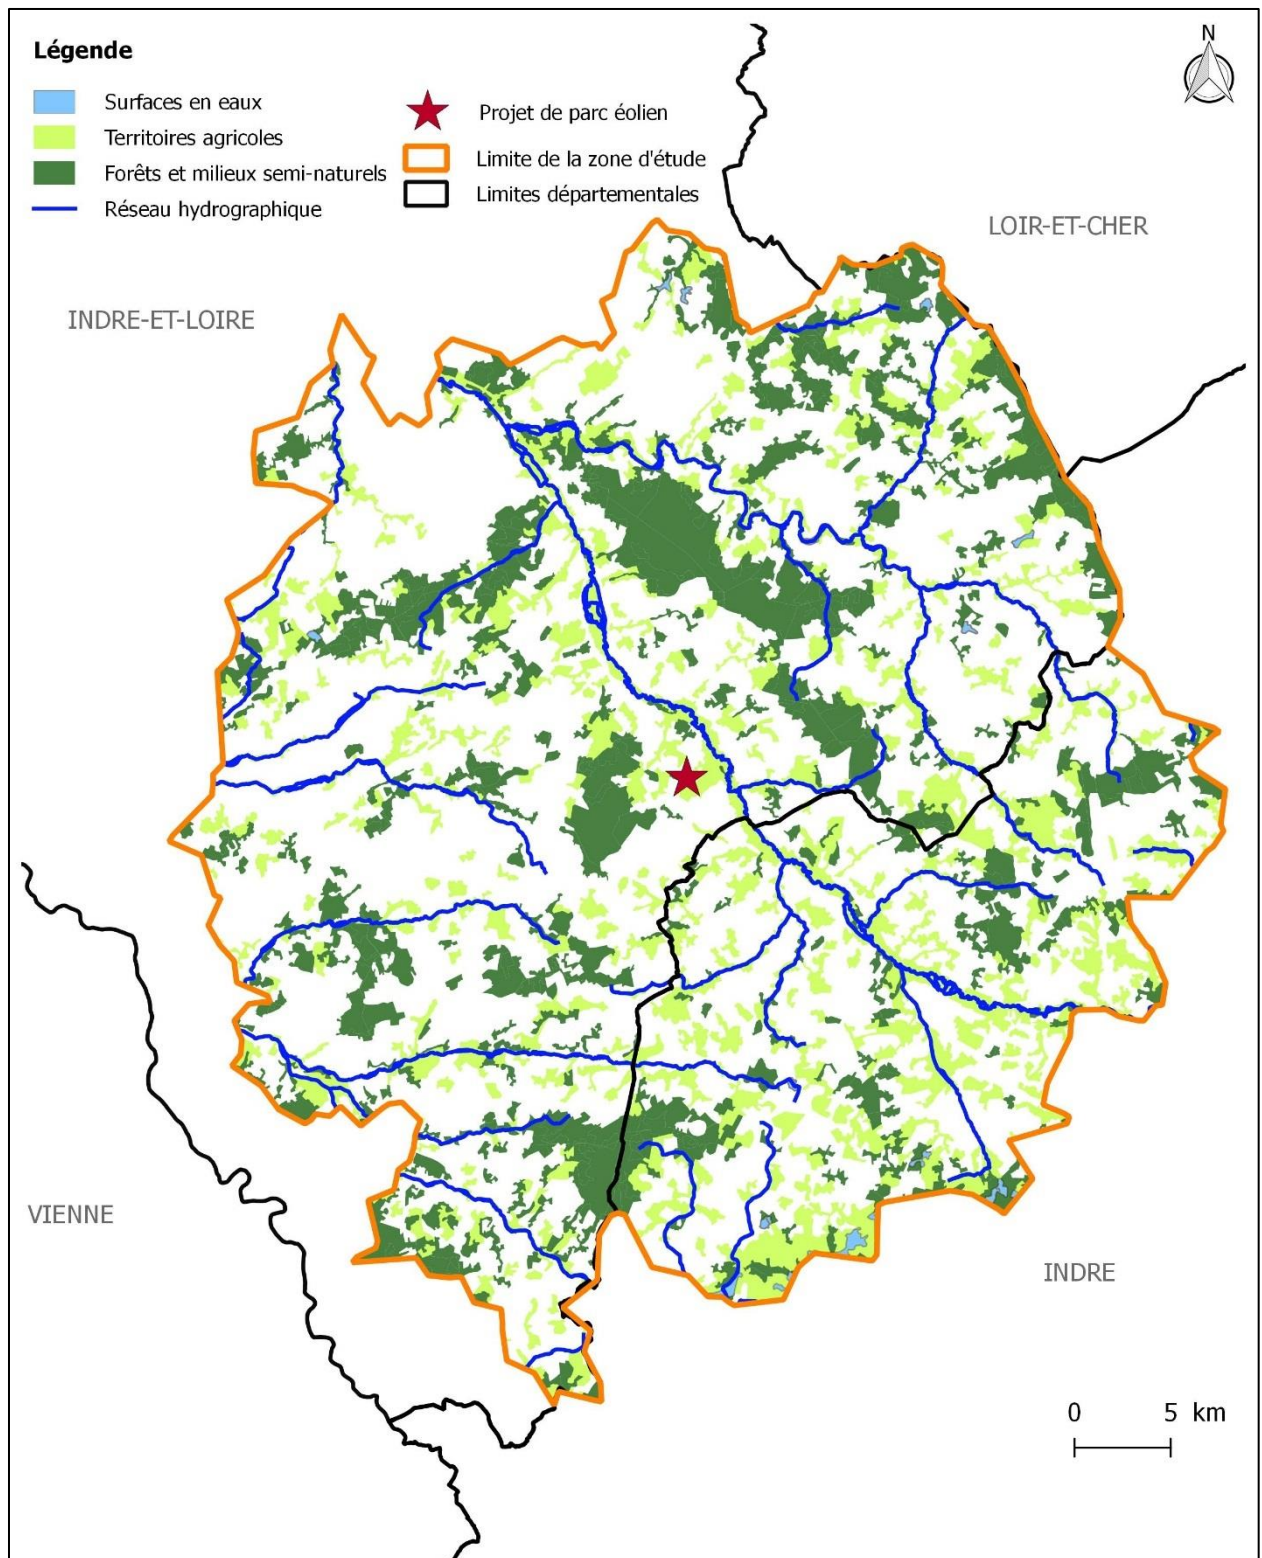 Légende
Surfaces en eaux
Territoires agricoles
Forêts et milieux semi-naturels
Réseau hydrographique
Projet de parc éolien
Limite de la zone d'étude
Limites départementales
N
LOIR-ET-CHER
INDRE-ET-LOIRE
VIENNE
INDRE
0 5 km